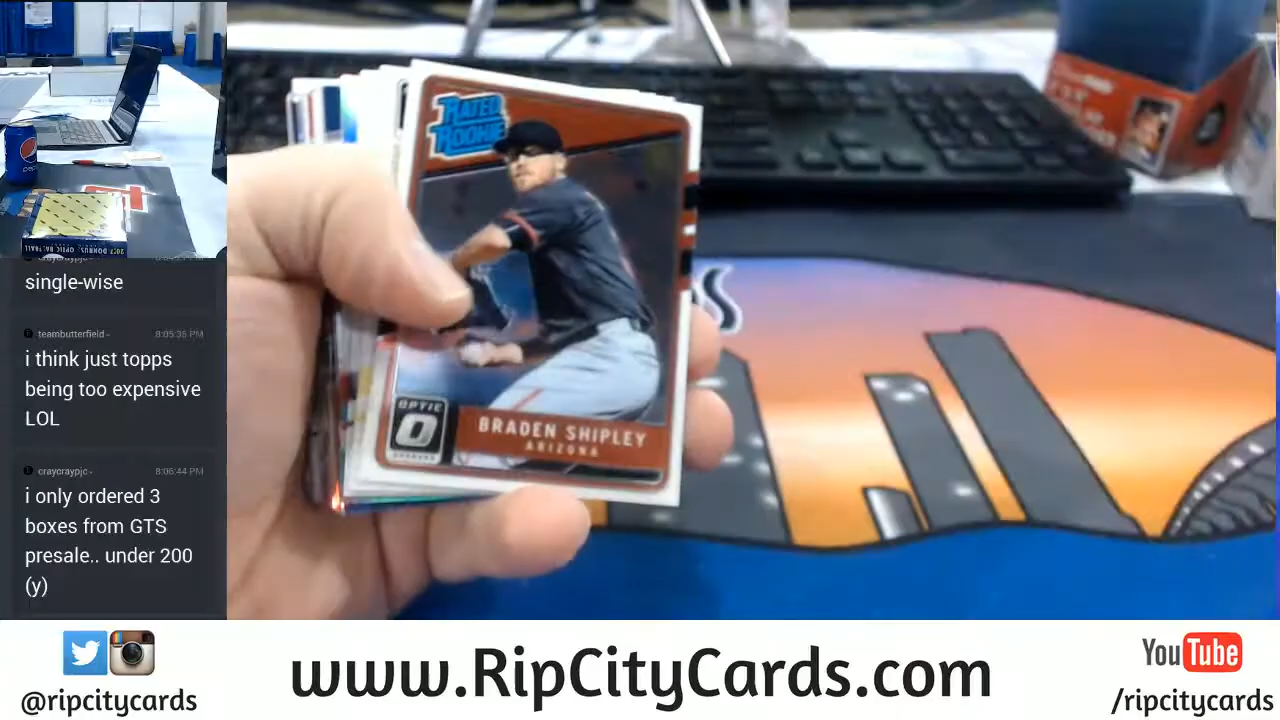 single-wise
teambutterfield- 8:05:35 PM
i think just topps
being too expensive
LOL
craycraypjc- 8:06:44 PM
i only ordered 3
boxes from GTS
presale.. under 200
(y)
RATED
ROOKIE
OPTIC
BRADEN SHIPLEY
ARIZONA
@ripcitycards
www.RipCityCards.com
YouTube
/ripcitycards